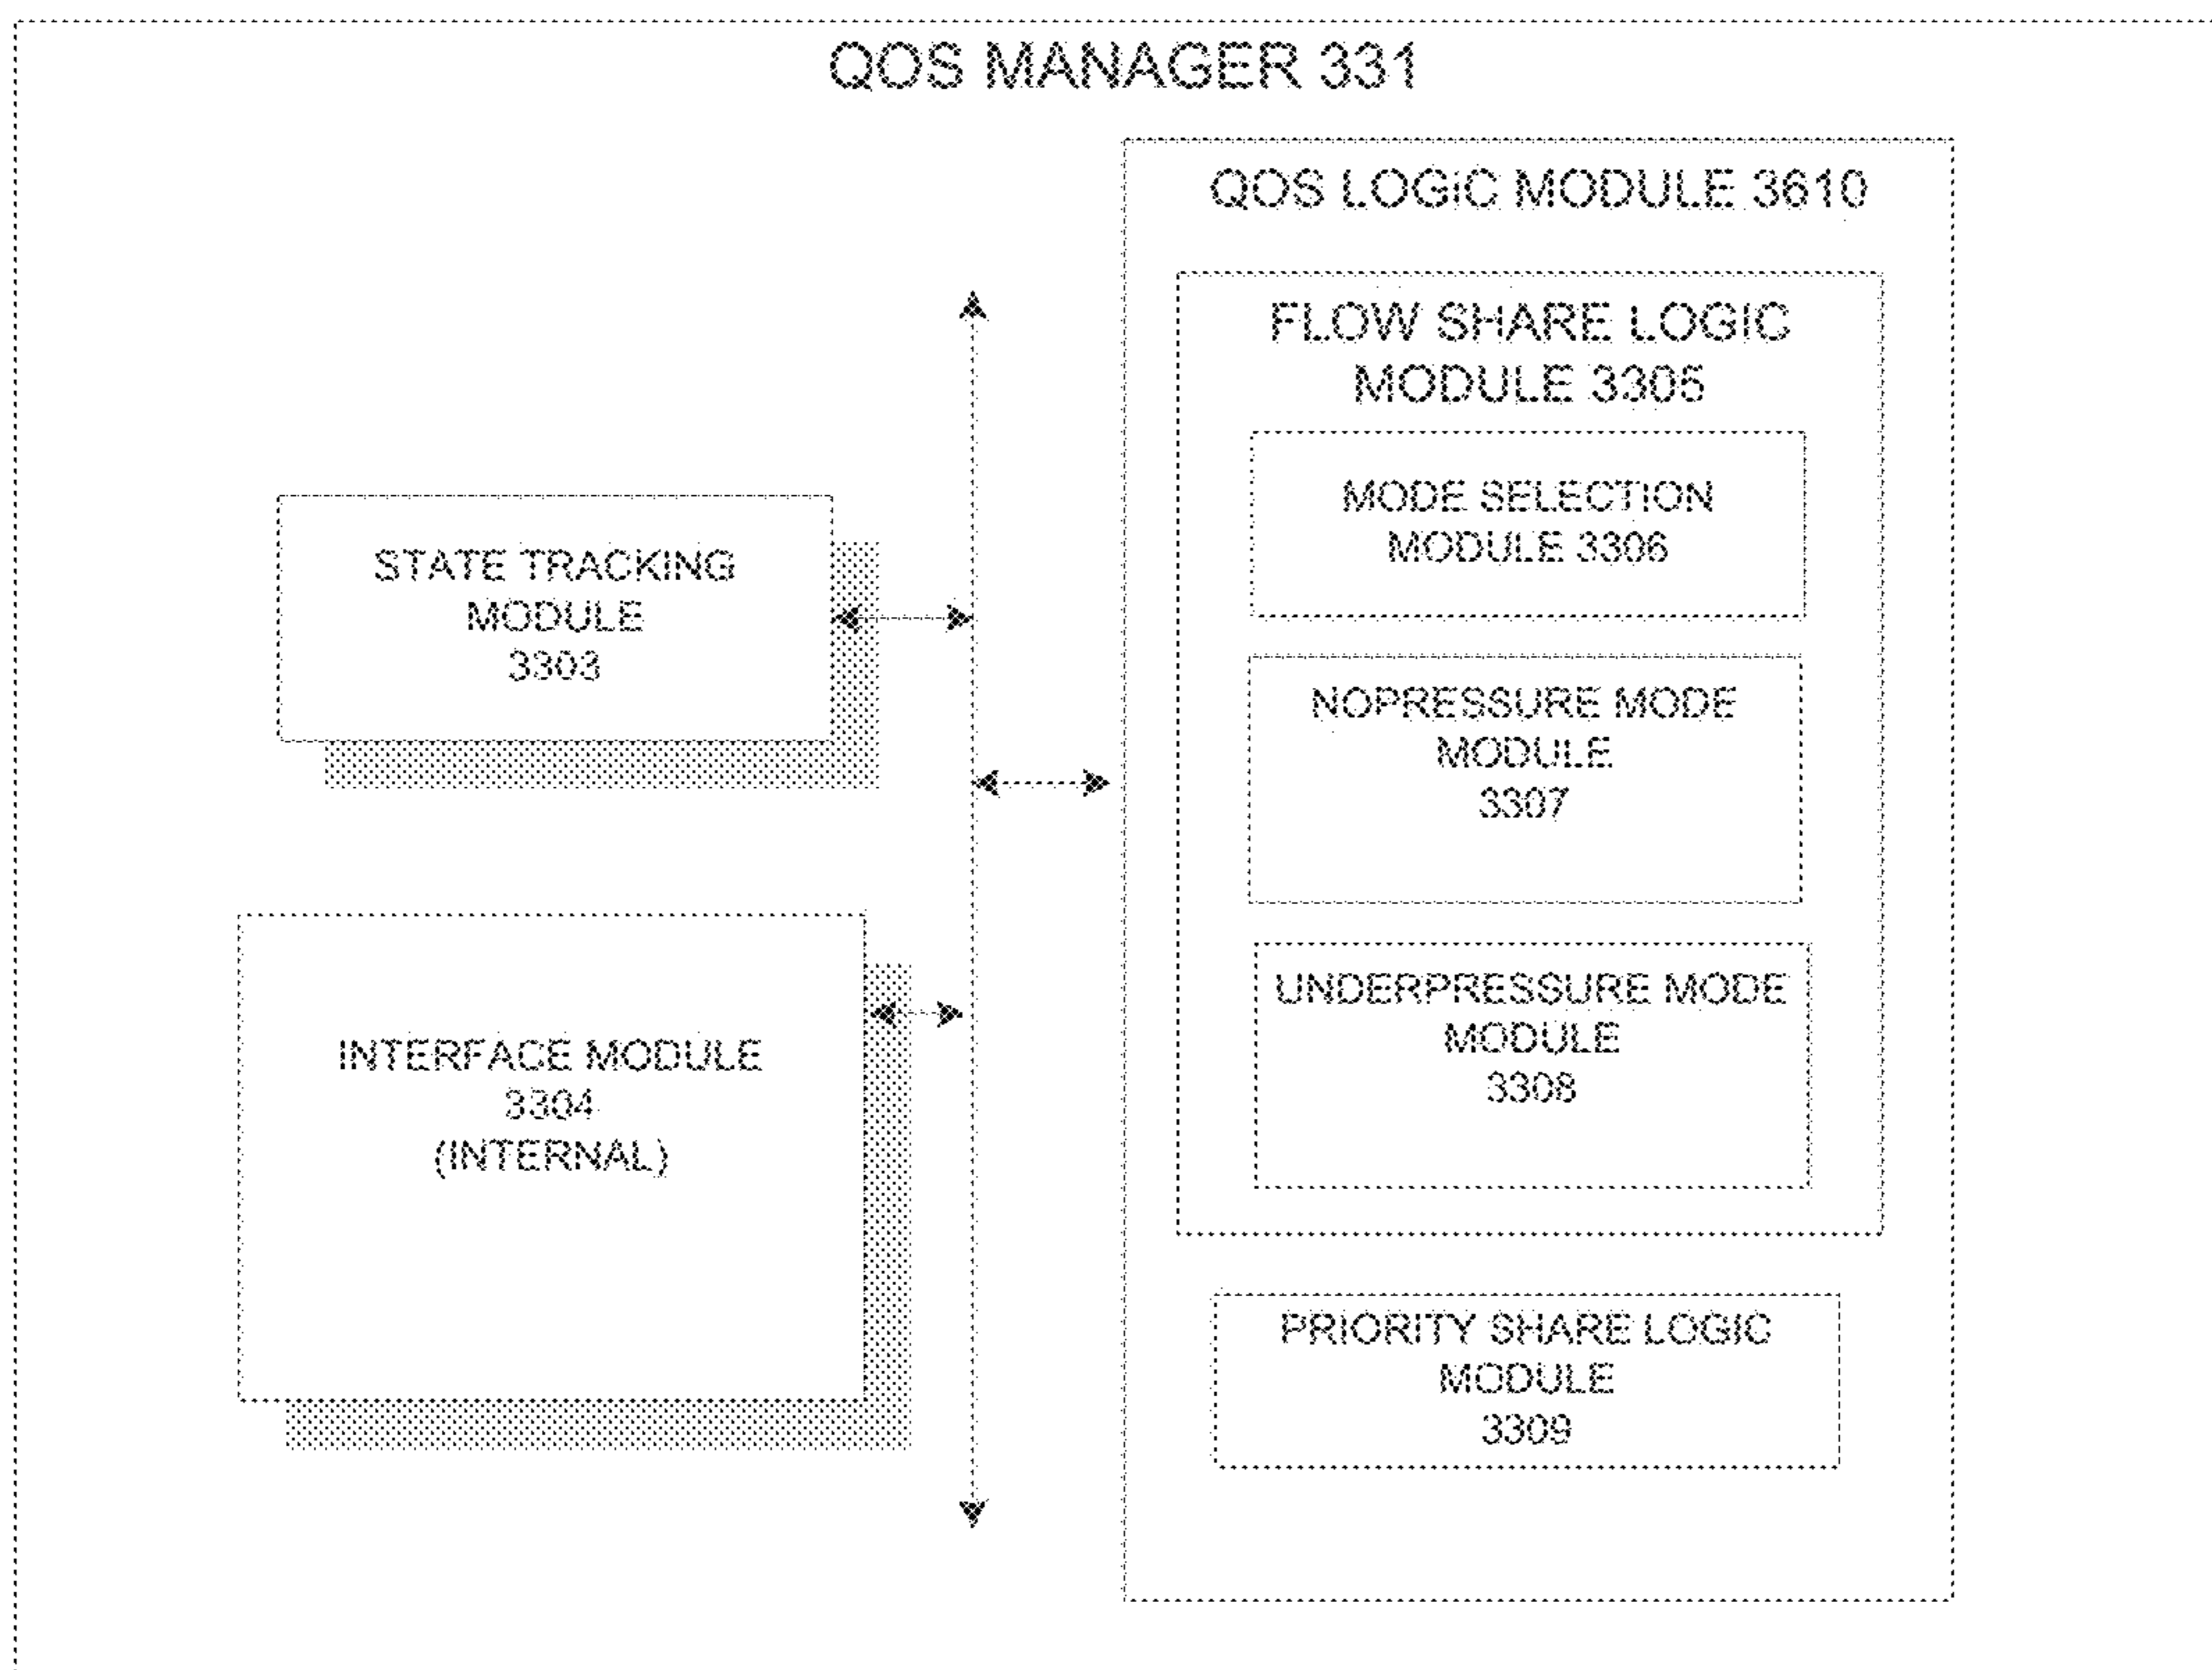 QOS MANAGER 331
QOS LOGIC MODULE 3610
FLOW SHARE LOGIC
MODULE 3305
MODE SELECTION
MODULE 3306
STATE TRACKING
MODULE
3303
NOPRESSURE MODE
MODULE
3307
UNDERPRESSURE MODE
MODULE
3308
INTERFACE MODULE
3304
(INTERNAL)
PRIORITY SHARE LOGIC
MODULE
3309